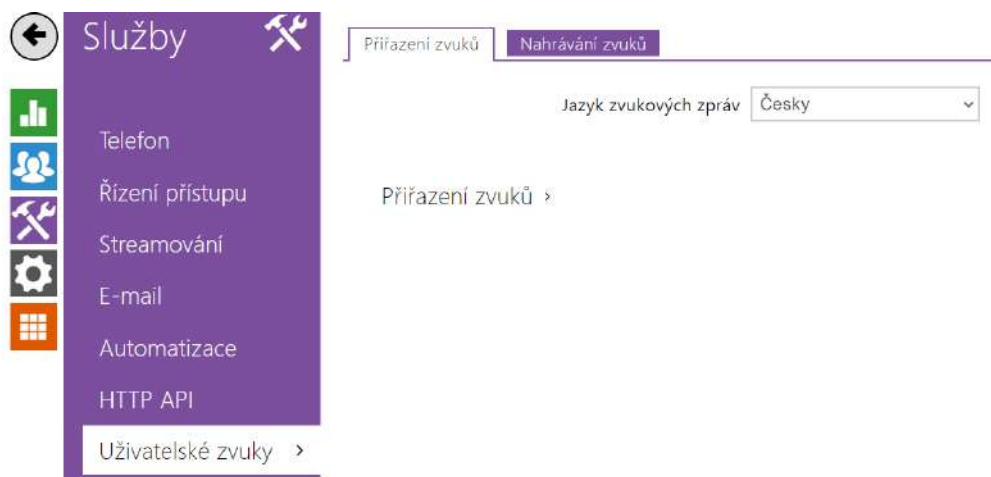 Služby
Přiřazení zvuků
Nahrávání zvuků
Jazyk zvukových zpráv
Česky
Telefon
Řízení přístupu
Přiřazení zvuků ›
Streamování
E-mail
Automatizace
HTTP API
Uživatelské zvuky ›